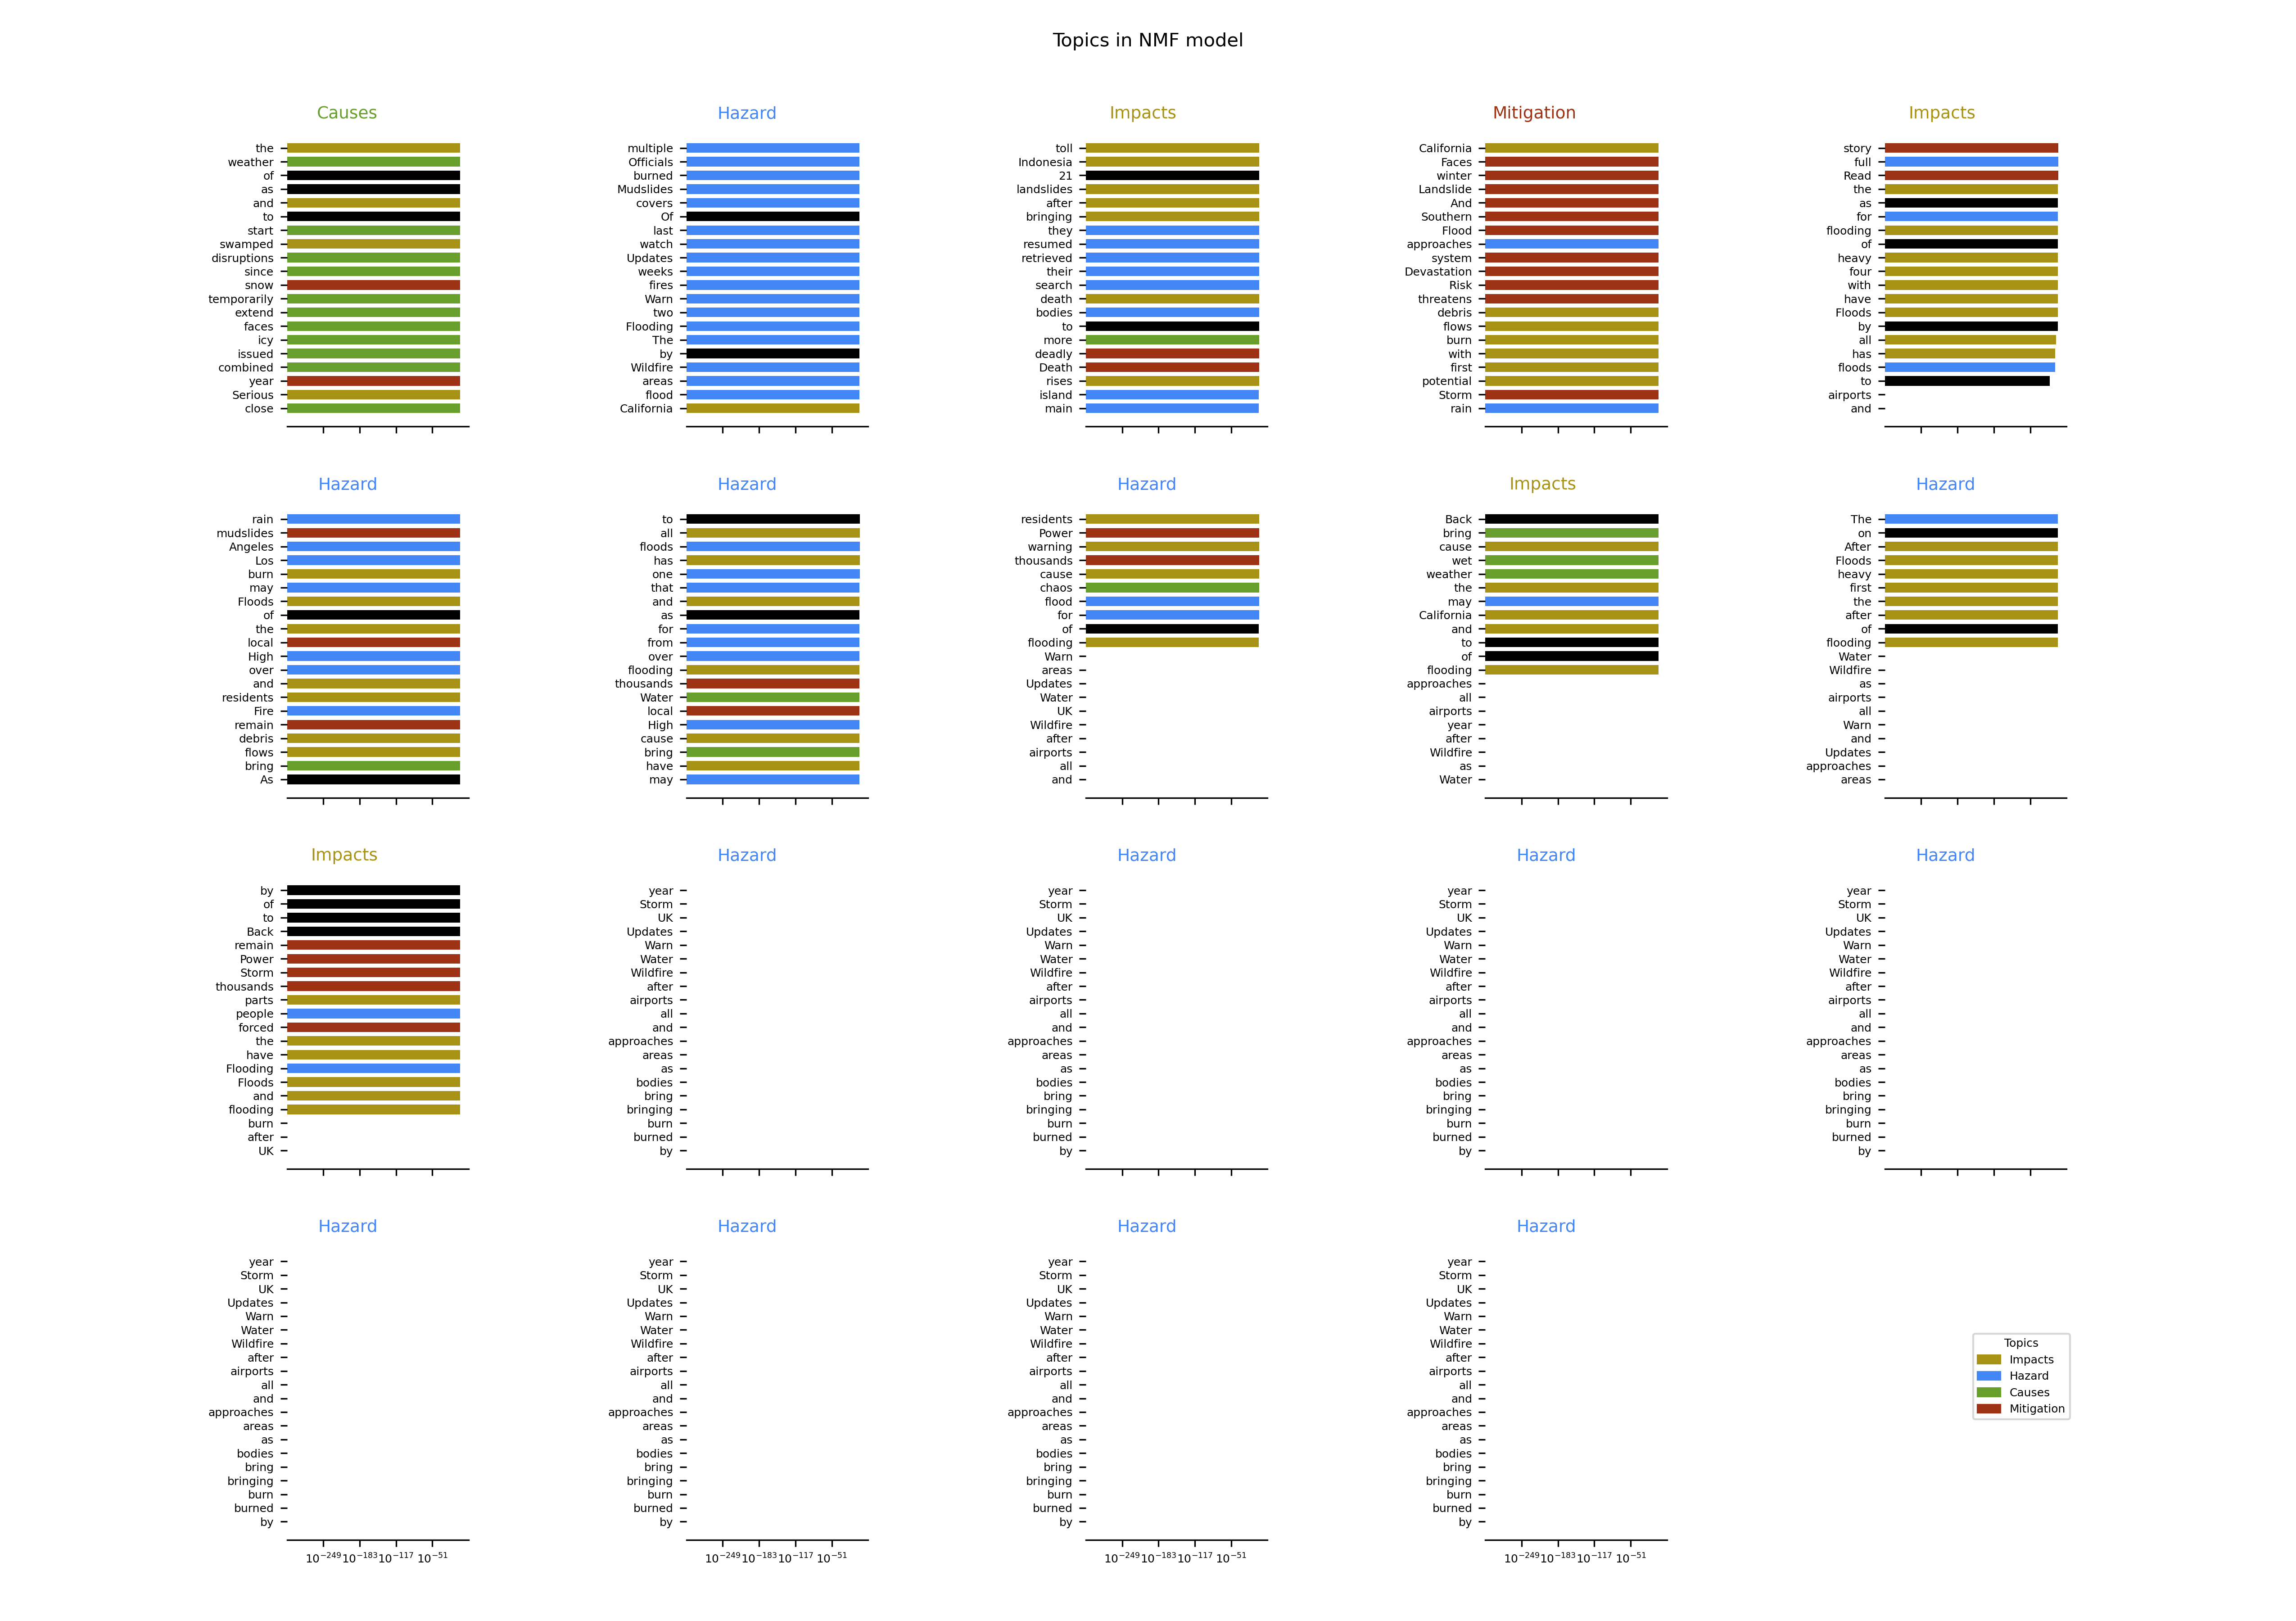 Topics in NMF model
Causes
the
weather
of
as
and
to
start
swamped
disruptions
since
snow
temporarily
extend
faces
icy
issued
combined
year
Serious
close
Hazard
multiple
Officials
burned
Mudslides
covers
Of
last
watch
Updates
weeks
fires
Warn
two
Flooding
The
by
Wildfire
areas
flood
California
Impacts
toll
Indonesia
21
landslides
after
bringing
they
resumed
retrieved
their
search
death
bodies
to
more
deadly
Death
rises
island
main
Mitigation
California
Faces
winter
Landslide
And
Southern
Flood
approaches
system
Devastation
Risk
threatens
debris
flows
burn
with
first
potential
Storm
rain
Impacts
story
full
Read
the
as
for
flooding
of
heavy
four
with
have
Floods
by
all
has
floods
to
airports
and
Hazard
rain
mudslides
Angeles
Los
burn
may
Floods
of
the
local
High
over
and
residents
Fire
remain
debris
flows
bring
As
Hazard
to
all
floods
has
one
that
and
as
for
from
over
flooding
thousands
Water
local
High
cause
bring
have
may
Hazard
residents
Power
warning
thousands
cause
chaos
flood
for
of
flooding
Warn
areas
Updates
Water
UK
Wildfire
after
airports
all
and
Impacts
Back
bring
cause
wet
weather
the
may
California
and
to
of
flooding
approaches
all
airports
year
after
Wildfire
as
Water
Hazard
The
on
After
Floods
heavy
first
the
after
of
flooding
Water
Wildfire
as
airports
all
Warn
and
Updates
approaches
areas
Impacts
by
of
to
Back
remain
Power
Storm
thousands
parts
people
forced
the
have
Flooding
Floods
and
flooding
burn
after
UK
Hazard
year
Storm
UK
Updates
Warn
Water
Wildfire
after
airports
all
and
approaches
areas
as
bodies
bring
bringing
burn
burned
by
Hazard
year
Storm
UK
Updates
Warn
Water
Wildfire
after
airports
all
and
approaches
areas
as
bodies
bring
bringing
burn
burned
by
Hazard
year
Storm
UK
Updates
Warn
Water
Wildfire
after
airports
all
and
approaches
areas
as
bodies
bring
bringing
burn
burned
by
Hazard
year
Storm
UK
Updates
Warn
Water
Wildfire
after
airports
all
and
approaches
areas
as
bodies
bring
bringing
burn
burned
by
Hazard
year
Storm
UK
Updates
Warn
Water
Wildfire
after
airports
all
and
approaches
areas
as
bodies
bring
bringing
burn
burned
by
10⁻²⁴⁹ 10⁻¹⁸³ 10⁻¹¹⁷ 10⁻⁵¹
Hazard
year
Storm
UK
Updates
Warn
Water
Wildfire
after
airports
all
and
approaches
areas
as
bodies
bring
bringing
burn
burned
by
10⁻²⁴⁹ 10⁻¹⁸³ 10⁻¹¹⁷ 10⁻⁵¹
Hazard
year
Storm
UK
Updates
Warn
Water
Wildfire
after
airports
all
and
approaches
areas
as
bodies
bring
bringing
burn
burned
by
10⁻²⁴⁹ 10⁻¹⁸³ 10⁻¹¹⁷ 10⁻⁵¹
Hazard
year
Storm
UK
Updates
Warn
Water
Wildfire
after
airports
all
and
approaches
areas
as
bodies
bring
bringing
burn
burned
by
10⁻²⁴⁹ 10⁻¹⁸³ 10⁻¹¹⁷ 10⁻⁵¹
Topics
Impacts
Hazard
Causes
Mitigation